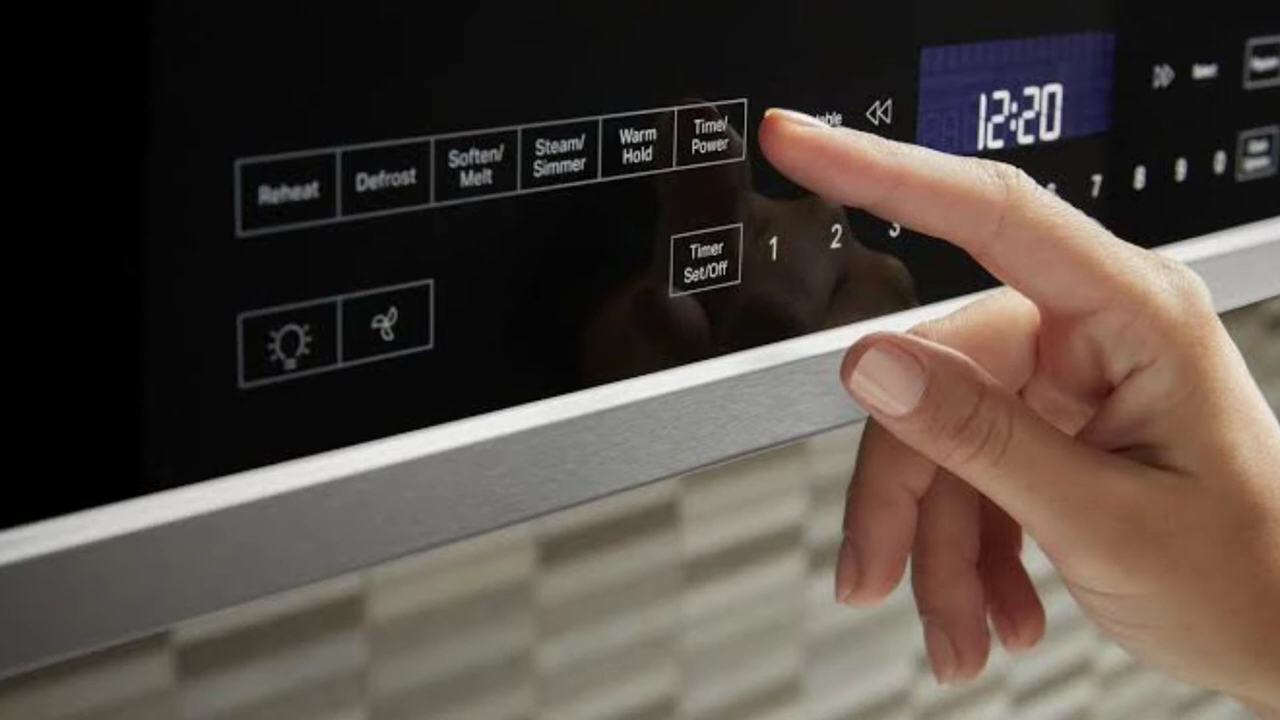 Reheat
Defrost
Soften/
Melt
Steam/
Simmer
Warm
Hold
Time/
Power
12:20
Timer
Set/Off
1 2 3 7 8 9 0